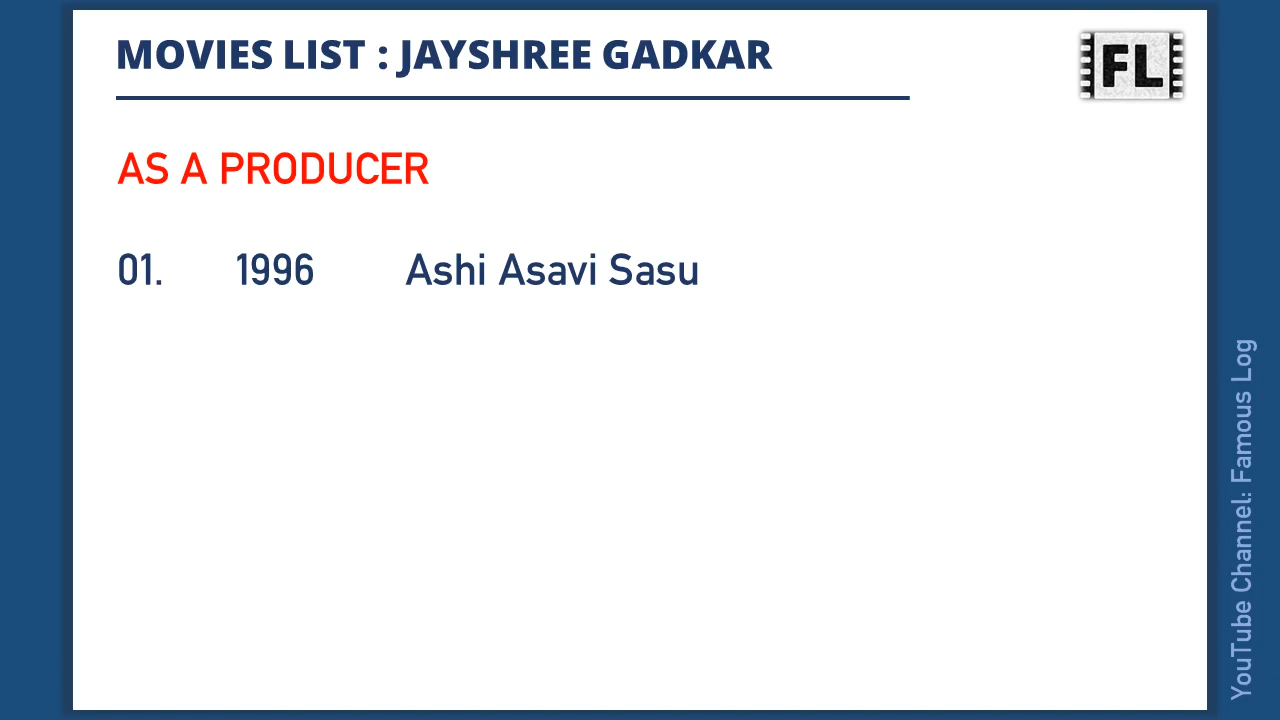 MOVIES LIST : JAYSHREE GADKAR
FL
AS A PRODUCER
01. 1996 Ashi Asavi Sasu
YouTube Channel: Famous Log